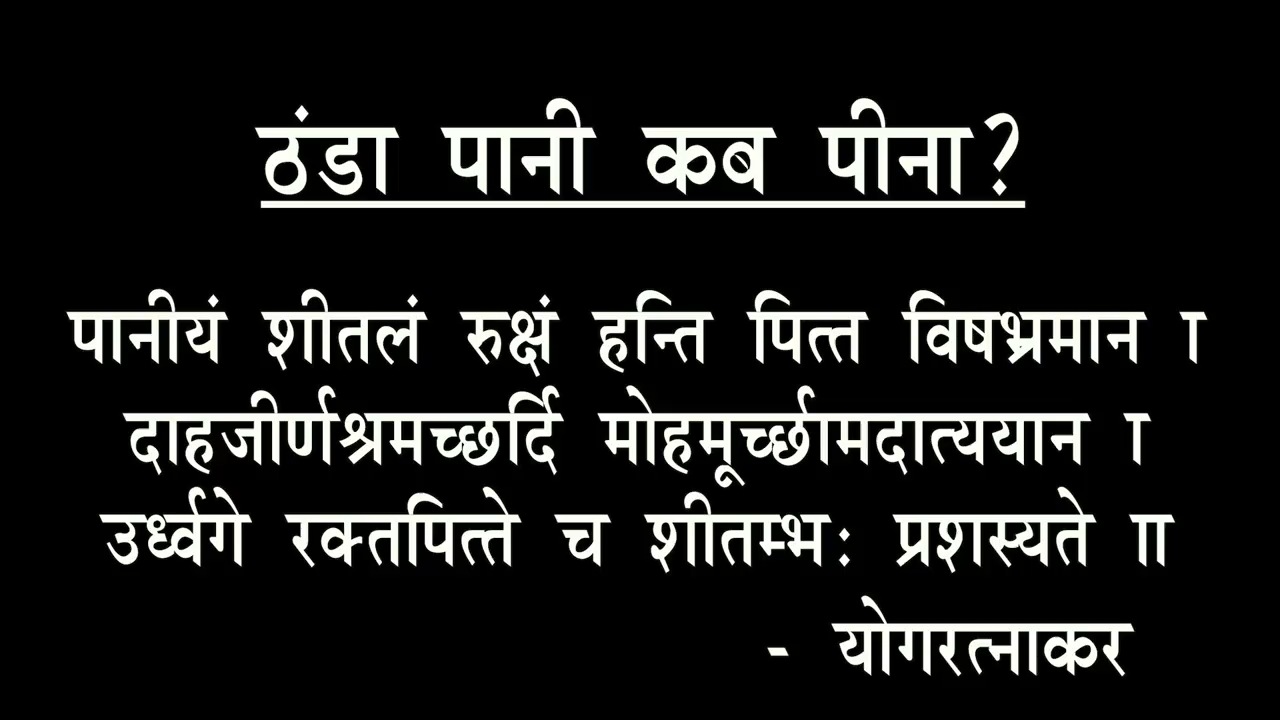 ठंडा पानी कब पीना?
पानीयं शीतलं रुक्षं हन्ति पित्त विषभ्रमान ।
दाहजीर्णश्रमच्छर्दि मोहमूर्च्छामदात्ययान ।
उर्ध्वगे रक्तपित्ते च शीतम्भः प्रशस्यते ॥
- योगरत्नाकर